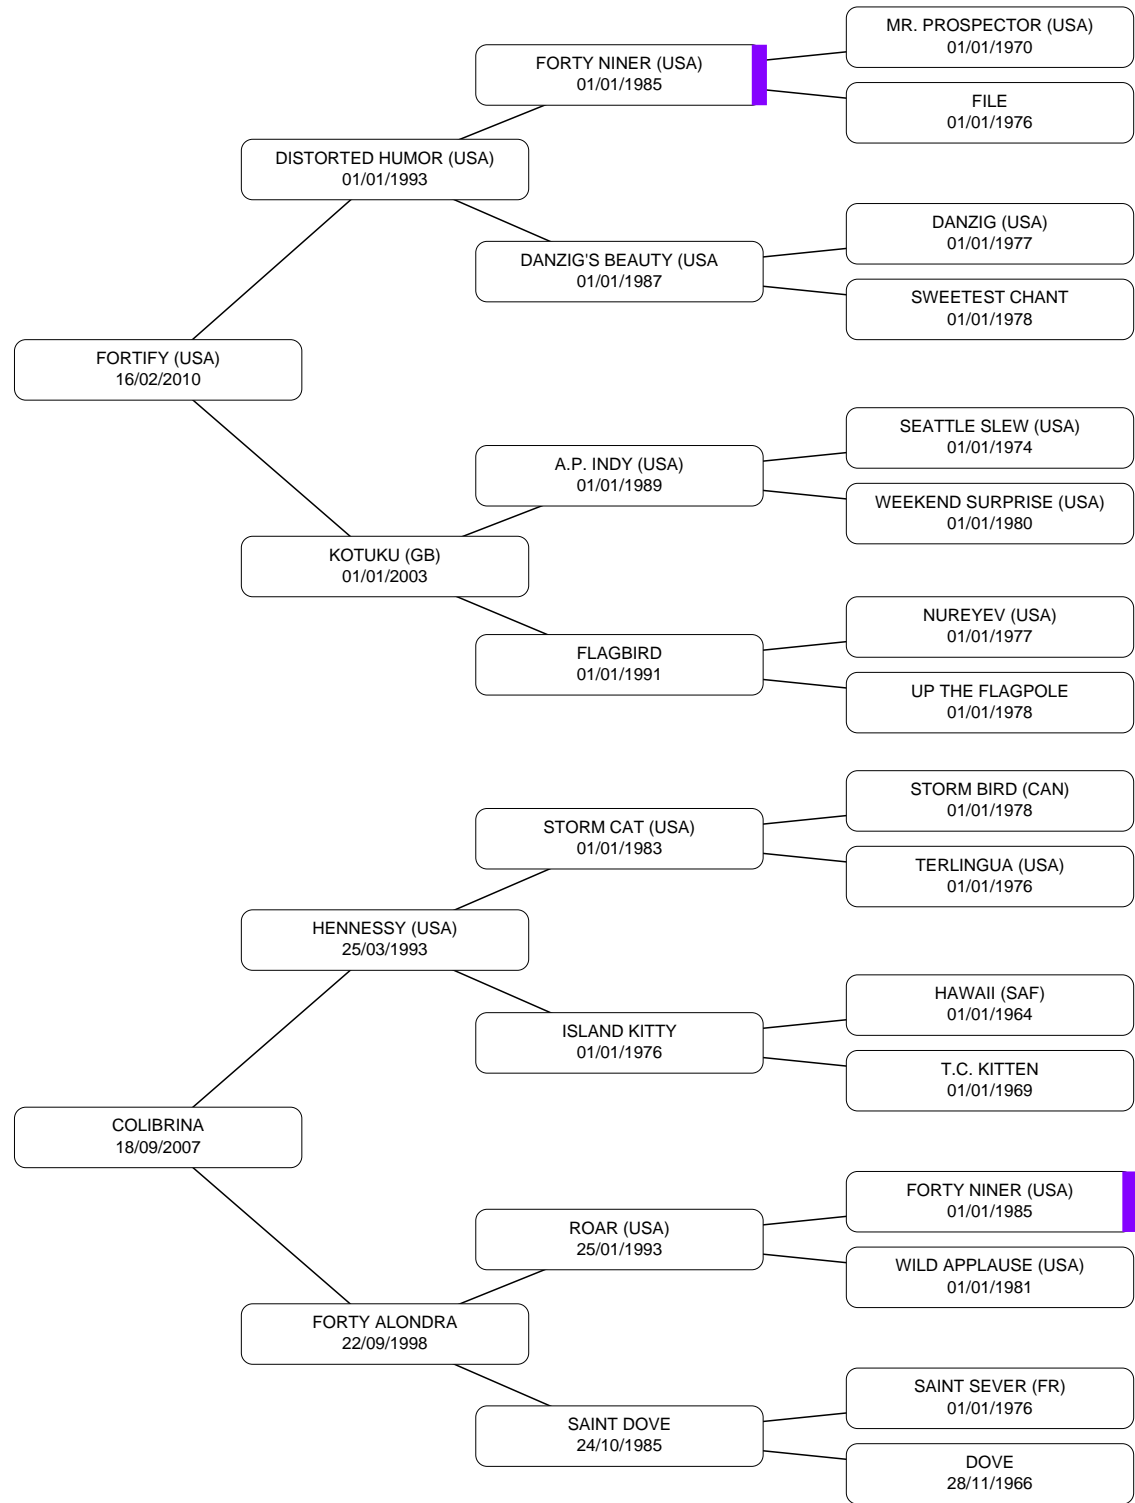 MR. PROSPECTOR (USA)
01/01/1970
FORTY NINER (USA)
01/01/1985
FILE
01/01/1976
DISTORTED HUMOR (USA)
01/01/1993
DANZIG (USA)
01/01/1977
DANZIG'S BEAUTY (USA
01/01/1987
SWEETEST CHANT
01/01/1978
FORTIFY (USA)
16/02/2010
SEATTLE SLEW (USA)
01/01/1974
A.P. INDY (USA)
01/01/1989
WEEKEND SURPRISE (USA)
01/01/1980
KOTUKU (GB)
01/01/2003
NUREYEV (USA)
01/01/1977
FLAGBIRD
01/01/1991
UP THE FLAGPOLE
01/01/1978
STORM BIRD (CAN)
01/01/1978
STORM CAT (USA)
01/01/1983
TERLINGUA (USA)
01/01/1976
HENNESSY (USA)
25/03/1993
HAWAII (SAF)
01/01/1964
ISLAND KITTY
01/01/1976
T.C. KITTEN
01/01/1969
COLIBRINA
18/09/2007
FORTY NINER (USA)
01/01/1985
ROAR (USA)
25/01/1993
WILD APPLAUSE (USA)
01/01/1981
FORTY ALONDRA
22/09/1998
SAINT SEVER (FR)
01/01/1976
SAINT DOVE
24/10/1985
DOVE
28/11/1966